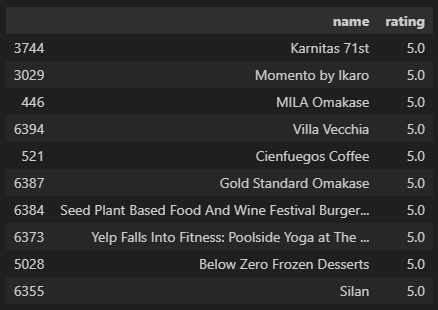 name rating
3744 Karnitas 71st 5.0
3029 Momento by Ikaro 5.0
446 MILA Omakase 5.0
6394 Villa Vecchia 5.0
521 Cienfuegos Coffee 5.0
6387 Gold Standard Omakase 5.0
6384 Seed Plant Based Food And Wine Festival Burger... 5.0
6373 Yelp Falls Into Fitness: Poolside Yoga at The ... 5.0
5028 Below Zero Frozen Desserts 5.0
6355 Silan 5.0